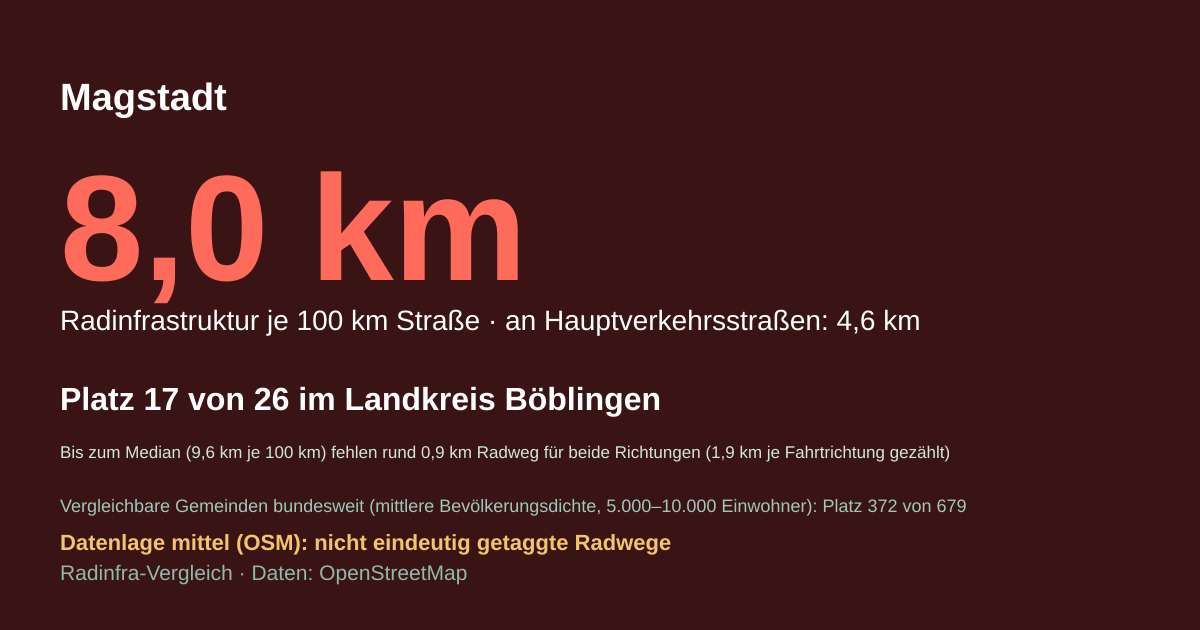 Magstadt
8,0 km
Radinfrastruktur je 100 km Straße · an Hauptverkehrsstraßen: 4,6 km
Platz 17 von 26 im Landkreis Böblingen
Bis zum Median (9,6 km je 100 km) fehlen rund 0,9 km Radweg für beide Richtungen (1,9 km je Fahrtrichtung gezählt)
Vergleichbare Gemeinden bundesweit (mittlere Bevölkerungsdichte, 5.000–10.000 Einwohner): Platz 372 von 679
Datenlage mittel (OSM): nicht eindeutig getaggte Radwege
Radinfra-Vergleich · Daten: OpenStreetMap